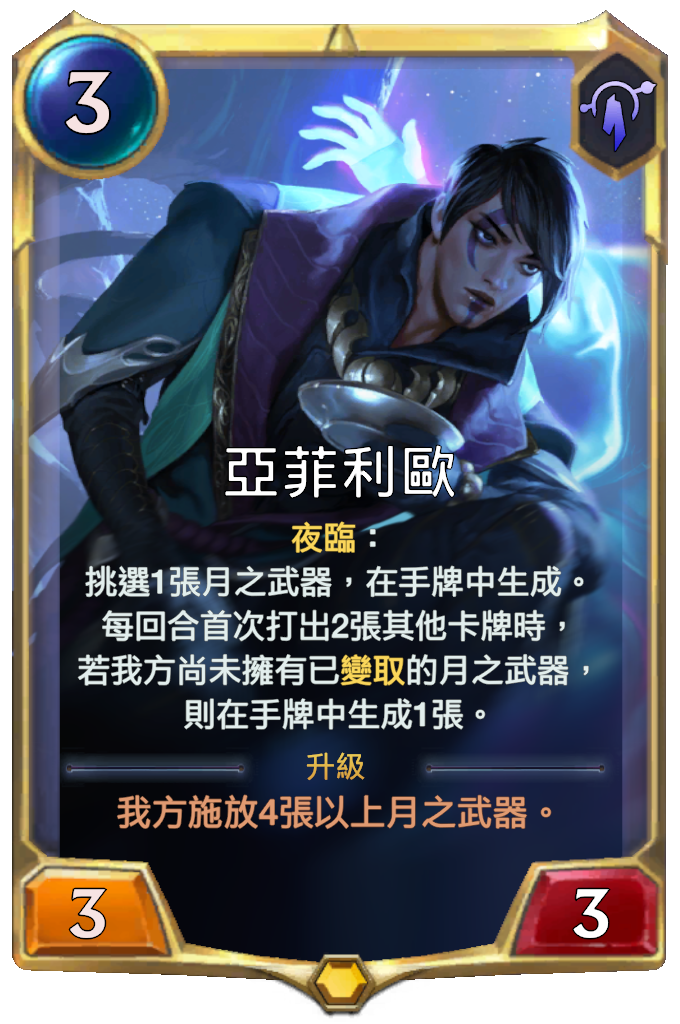 3
亞菲利歐
夜臨：
挑選1張月之武器，在手牌中生成。
每回合首次打出2張其他卡牌時，
若我方尚未擁有已變取的月之武器，
則在手牌中生成1張。
升級
我方施放4張以上月之武器。
3
3